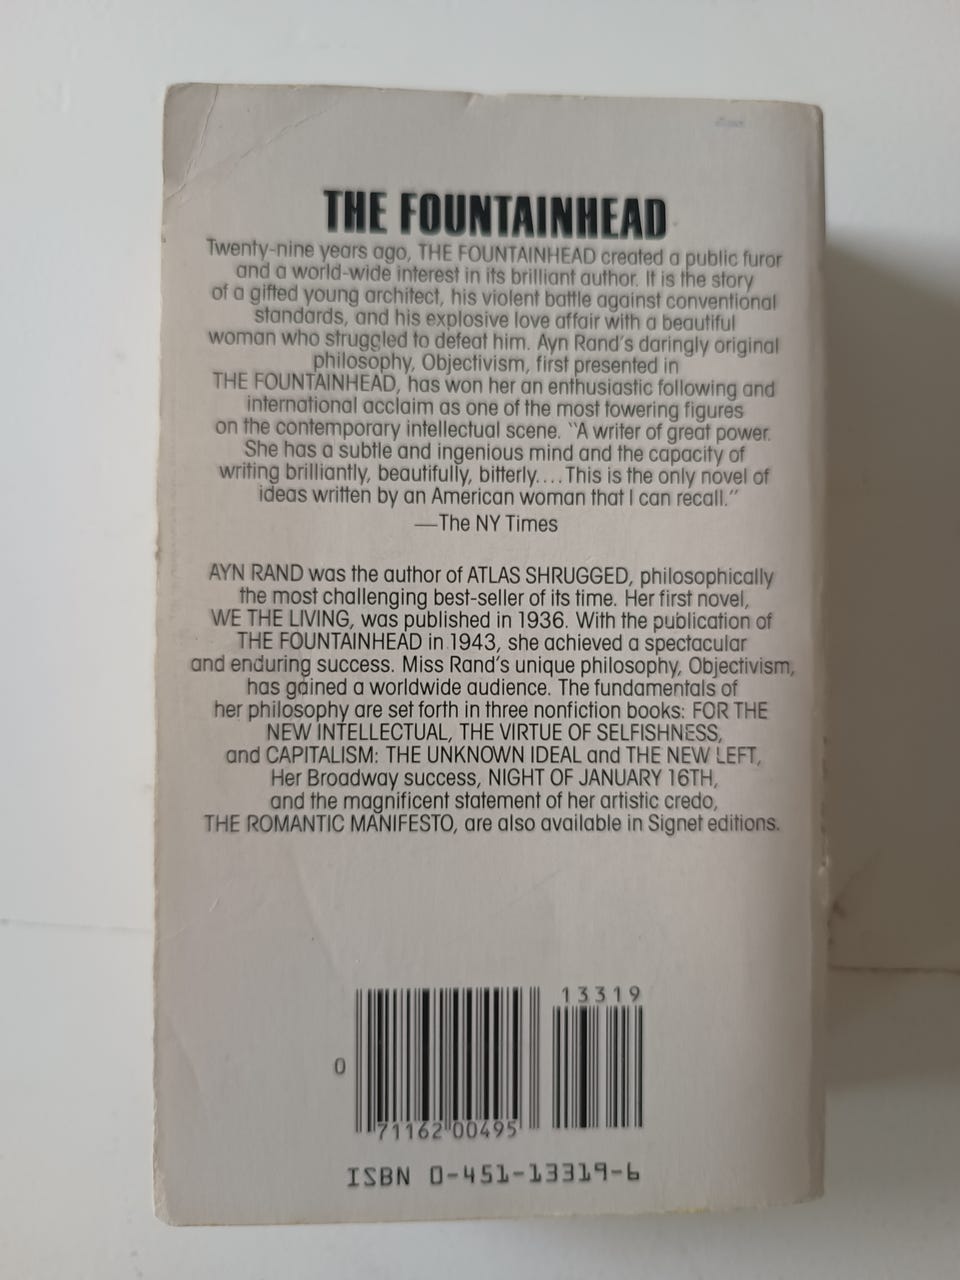 THE FOUNTAINHEAD
Twenty-nine years ago, THE FOUNTAINHEAD created a public furor
and a world-wide interest in its brilliant author. It is the story
of a gifted young architect, his violent battle against conventional
standards, and his explosive love affair with a beautiful
woman who struggled to defeat him. Ayn Rand's daringly original
philosophy, Objectivism, first presented in
THE FOUNTAINHEAD, has won her an enthusiastic following and
international acclaim as one of the most towering figures
on the contemporary intellectual scene. "A writer of great power.
She has a subtle and ingenious mind and the capacity of
writing brilliantly, beautifully, bitterly.... This is the only novel of
ideas written by an American woman that I can recall."
—The NY Times
AYN RAND was the author of ATLAS SHRUGGED, philosophically
the most challenging best-seller of its time. Her first novel,
WE THE LIVING, was published in 1936. With the publication of
THE FOUNTAINHEAD in 1943, she achieved a spectacular
and enduring success. Miss Rand's unique philosophy, Objectivism,
has gained a worldwide audience. The fundamentals of
her philosophy are set forth in three nonfiction books: FOR THE
NEW INTELLECTUAL, THE VIRTUE OF SELFISHNESS,
and CAPITALISM: THE UNKNOWN IDEAL and THE NEW LEFT,
Her Broadway success, NIGHT OF JANUARY 16TH,
and the magnificent statement of her artistic credo,
THE ROMANTIC MANIFESTO, are also available in Signet editions.
13319
0
71162 00495
ISBN 0-451-13319-6